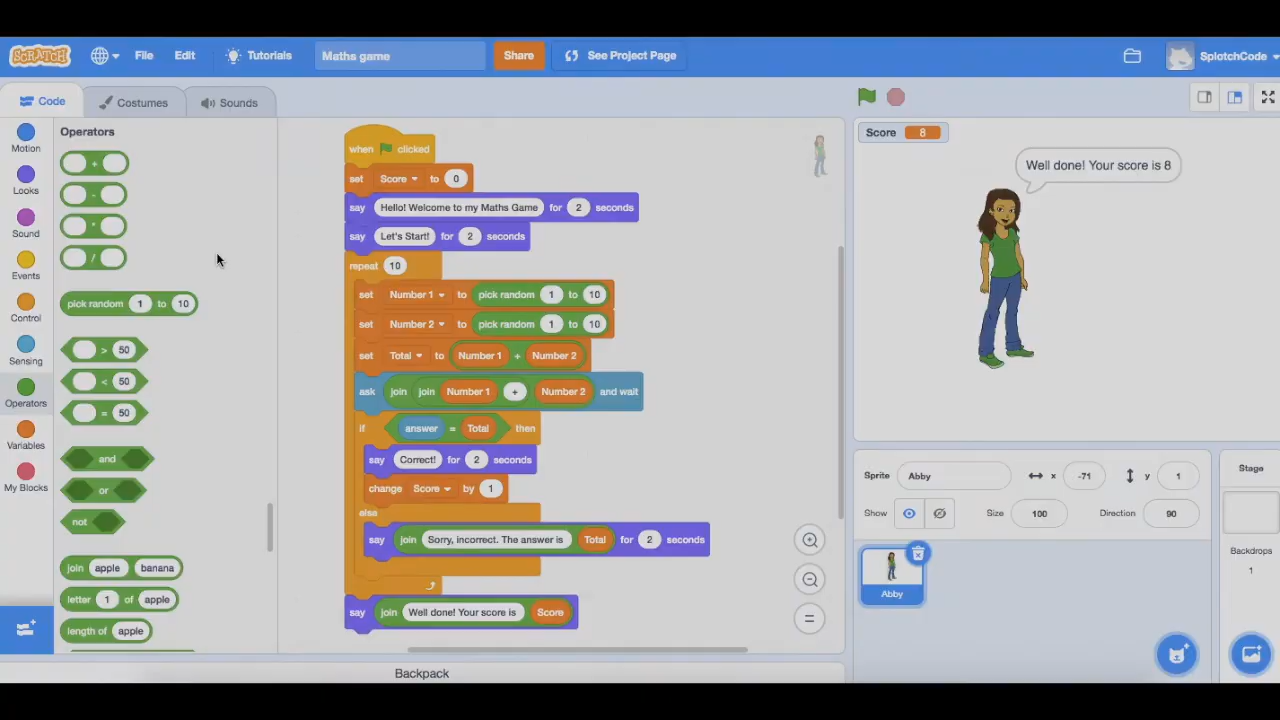 SCRATCH File Edit Tutorials Maths game Share See Project Page SplotchCode
Code Costumes Sounds
Motion
Looks
Sound
Events
Control
Sensing
Operators
Variables
My Blocks
Operators
+
-
*
/
pick random 1 to 10
> 50
< 50
= 50
and
or
not
join apple banana
letter 1 of apple
length of apple
when clicked
set Score to 0
say Hello! Welcome to my Maths Game for 2 seconds
say Let's Start! for 2 seconds
repeat 10
set Number 1 to pick random 1 to 10
set Number 2 to pick random 1 to 10
set Total to Number 1 + Number 2
ask join join Number 1 + Number 2 and wait
if answer = Total then
say Correct! for 2 seconds
change Score by 1
else
say join Sorry, incorrect. The answer is Total for 2 seconds
say join Well done! Your score is Score
Backpack
Score 8
Well done! Your score is 8
Sprite Abby x -71 y 1
Show Size 100 Direction 90
Abby
Stage
Backdrops
1